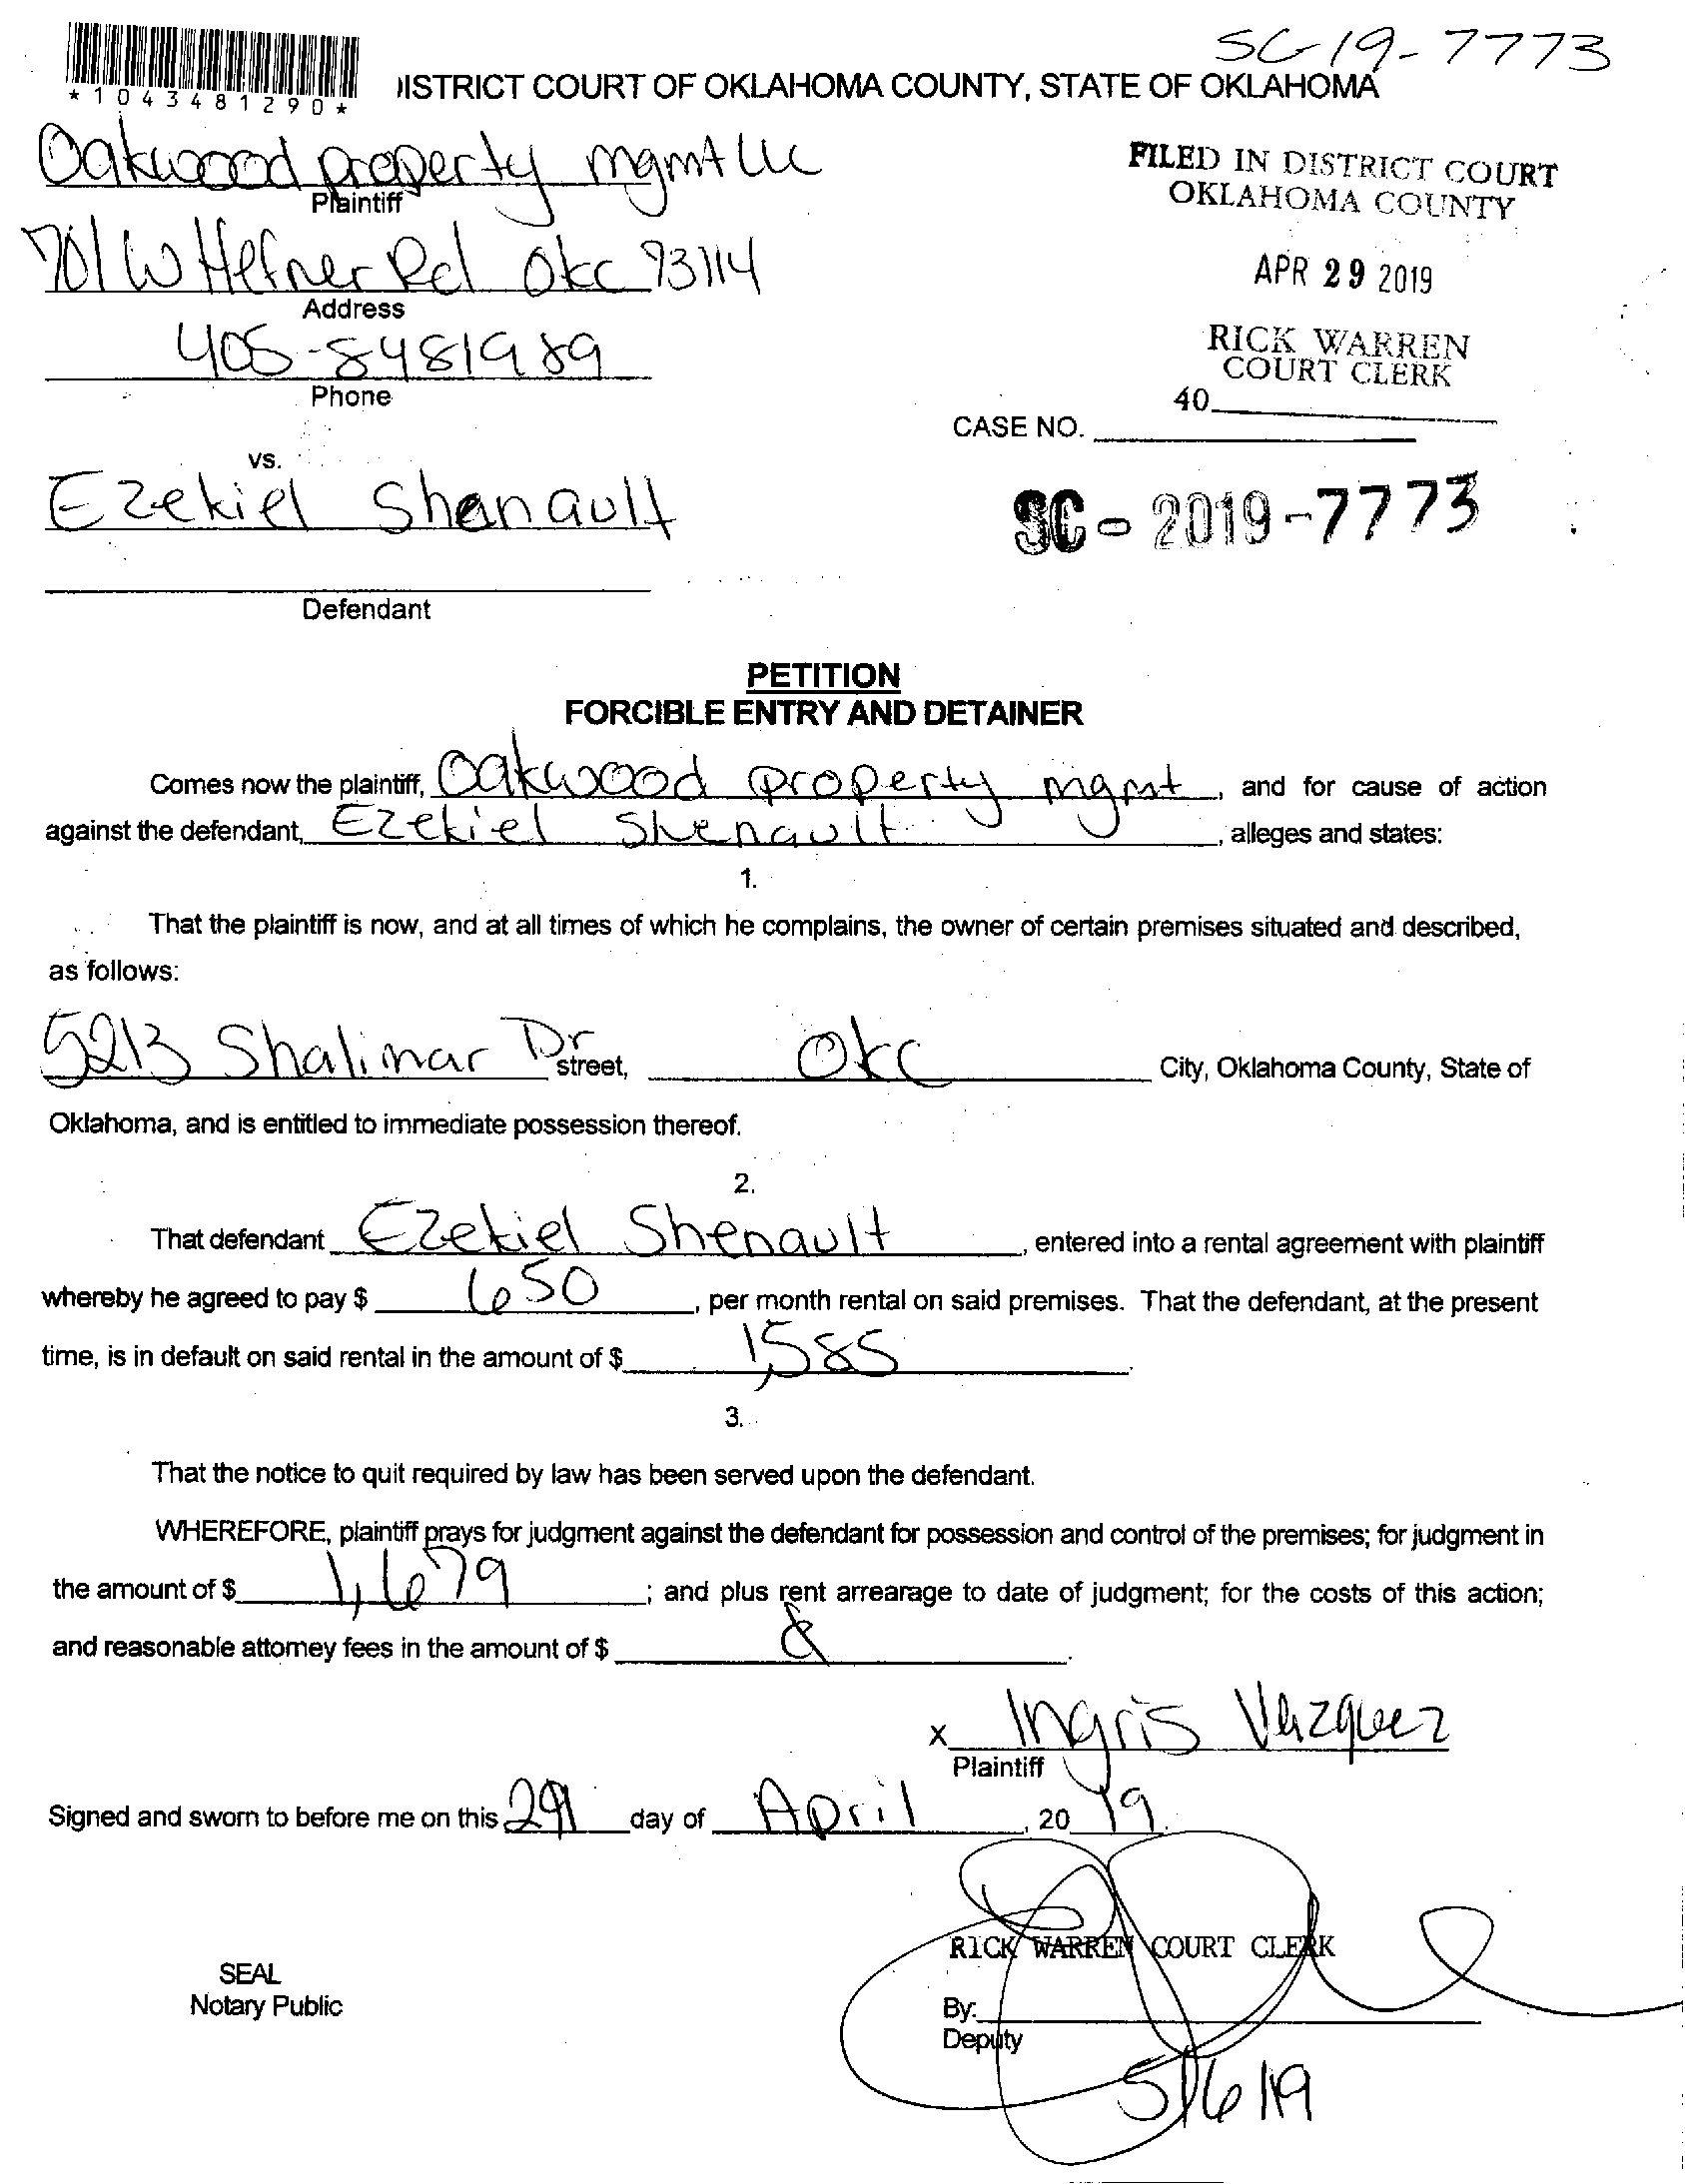 SC-19-7773
*1043481290*
ISTRICT COURT OF OKLAHOMA COUNTY, STATE OF OKLAHOMA
Oakwood property mgmt LLC
Plaintiff
FILED IN DISTRICT COURT
OKLAHOMA COUNTY
701 W Hefner Rd Okc 73114
Address
APR 29 2019
405-8481989
Phone
RICK WARREN
COURT CLERK
40
CASE NO.
vs.
Ezekiel Shenault
SC-2019-7773
Defendant
PETITION
FORCIBLE ENTRY AND DETAINER
Comes now the plaintiff, Oakwood property mgmt, and for cause of action
against the defendant, Ezekiel Shenault, alleges and states:
1.
That the plaintiff is now, and at all times of which he complains, the owner of certain premises situated and described,
as follows:
5213 Shalimar Dr street, Okc City, Oklahoma County, State of
Oklahoma, and is entitled to immediate possession thereof.
2.
That defendant Ezekiel Shenault, entered into a rental agreement with plaintiff
whereby he agreed to pay $ 650, per month rental on said premises. That the defendant, at the present
time, is in default on said rental in the amount of $ 1,585.
3.
That the notice to quit required by law has been served upon the defendant.
WHEREFORE, plaintiff prays for judgment against the defendant for possession and control of the premises; for judgment in
the amount of $ 1,679; and plus rent arrearage to date of judgment; for the costs of this action;
and reasonable attorney fees in the amount of $ .
x Ingris Vazquez
Plaintiff
Signed and sworn to before me on this 29 day of April, 20 19.
RICK WARREN COURT CLERK
SEAL
Notary Public
By:
Deputy
5/6/19